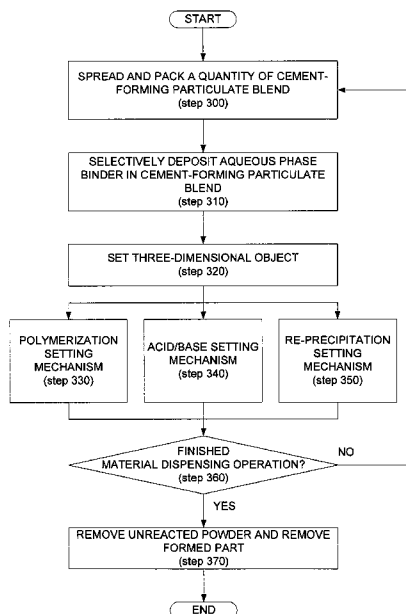 START
SPREAD AND PACK A QUANTITY OF CEMENT-
FORMING PARTICULATE BLEND
(step 300)
SELECTIVELY DEPOSIT AQUEOUS PHASE
BINDER IN CEMENT-FORMING PARTICULATE
BLEND
(step 310)
SET THREE-DIMENSIONAL OBJECT
(step 320)
POLYMERIZATION
SETTING
MECHANISM
(step 330)
ACID/BASE SETTING
MECHANISM
(step 340)
RE-PRECIPITATION
SETTING
MECHANISM
(step 350)
FINISHED
MATERIAL DISPENSING OPERATION?
(step 360)
NO
YES
REMOVE UNREACTED POWDER AND REMOVE
FORMED PART
(step 370)
END